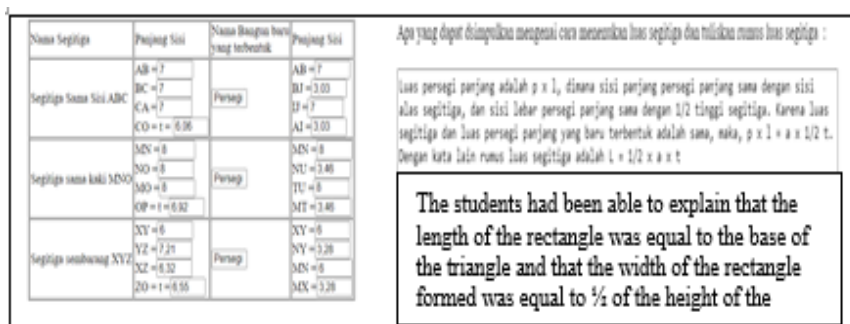 Nama Segitiga
Panjang Sisi
Nama Bangun baru
yang terbentuk
Panjang Sisi
Segitiga Sama Sisi ABC
AB = 7
BC = 7
CA = 7
CO = t = 6.06
Persegi
AB = 7
BJ = 3.03
IJ = 7
AI = 3.03
Segitiga sama kaki MNO
MN = 8
NO = 8
MO = 8
OP = t = 6.92
Persegi
MN = 8
NU = 3.46
TU = 8
MT = 3.46
Segitiga sembarang XYZ
XY = 6
YZ = 7.21
XZ = 6.32
ZO = t = 6.55
Persegi
XY = 6
NY = 3.28
MN = 6
MX = 3.28
Apa yang dapat disimpulkan mengenai cara menemukan luas segitiga dan tuliskan rumus luas segitiga :
Luas persegi panjang adalah p x l, dimana sisi panjang persegi panjang sama dengan sisi
alas segitiga, dan sisi lebar persegi panjang sama dengan 1/2 tinggi segitiga. Karena luas
segitiga dan luas persegi panjang yang baru terbentuk adalah sama, maka, p x l = a x 1/2 t.
Dengan kata lain rumus luas segitiga adalah L = 1/2 x a x t
The students had been able to explain that the
length of the rectangle was equal to the base of
the triangle and that the width of the rectangle
formed was equal to ½ of the height of the